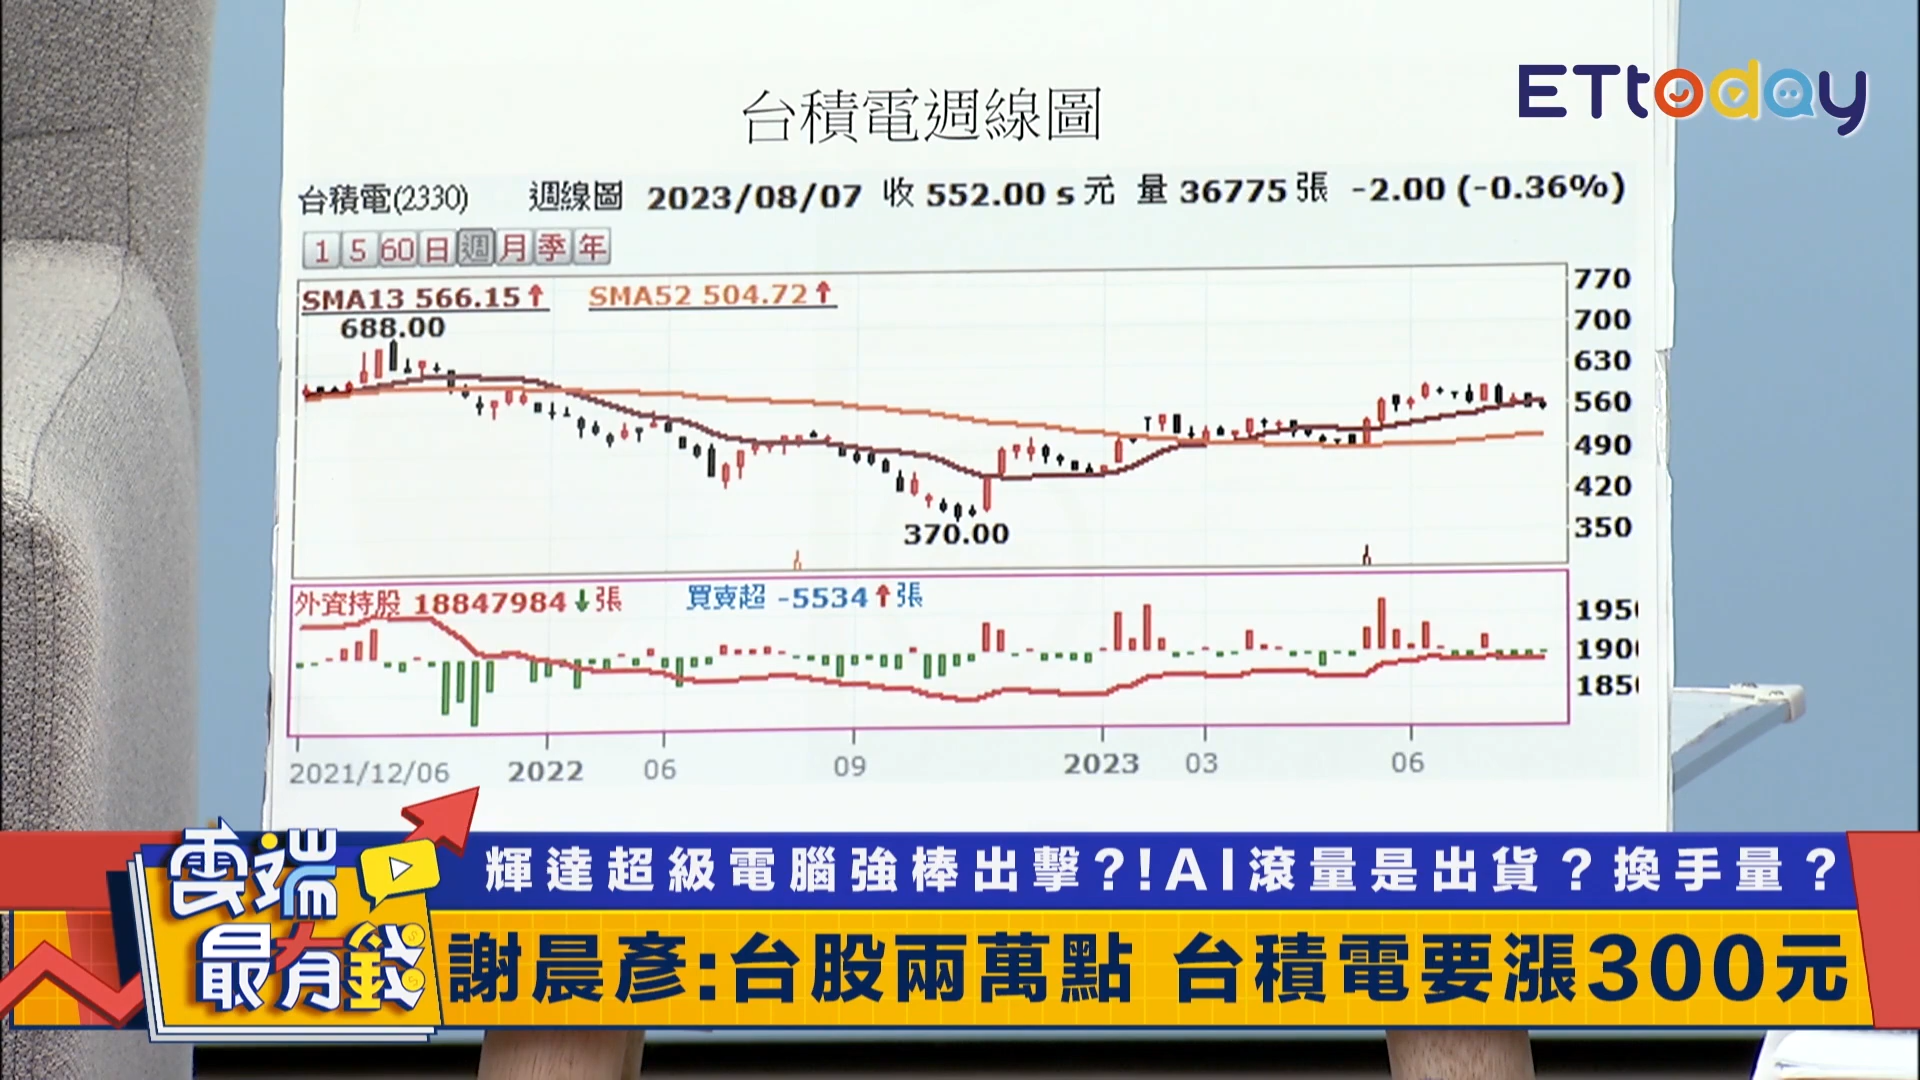 ETtoday
台積電週線圖
台積電(2330) 週線圖 2023/08/07 收 552.00 s 元 量 36775 張 -2.00 (-0.36%)
1 5 60 日 週 月 季 年
SMA13 566.15↑ SMA52 504.72↑
688.00
370.00
770
700
630
560
490
420
350
外資持股 18847984↓張 買賣超 -5534↑張
1950
1900
1850
2021/12/06 2022 06 09 2023 03 06
雲端最有錢
輝達超級電腦強棒出擊?!AI滾量是出貨？換手量？
謝晨彥:台股兩萬點 台積電要漲300元